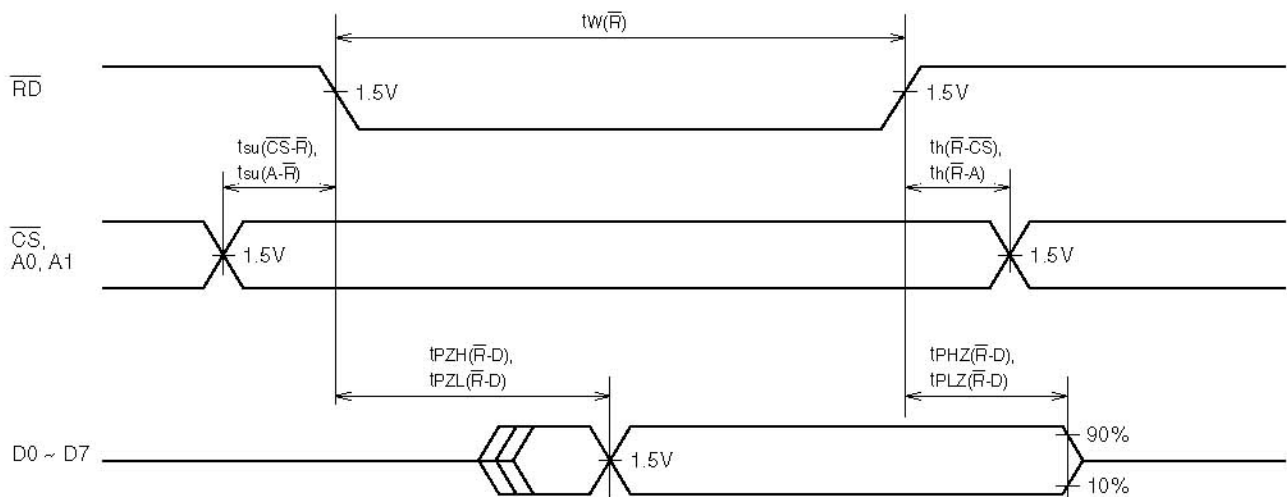 tW(R̅)
R̅D̅
1.5V
1.5V
tsu(C̅S̅-R̅),
tsu(A-R̅)
th(R̅-C̅S̅),
th(R̅-A)
C̅S̅,
A0, A1
1.5V
1.5V
tPZH(R̅-D),
tPZL(R̅-D)
tPHZ(R̅-D),
tPLZ(R̅-D)
D0 ~ D7
1.5V
90%
10%